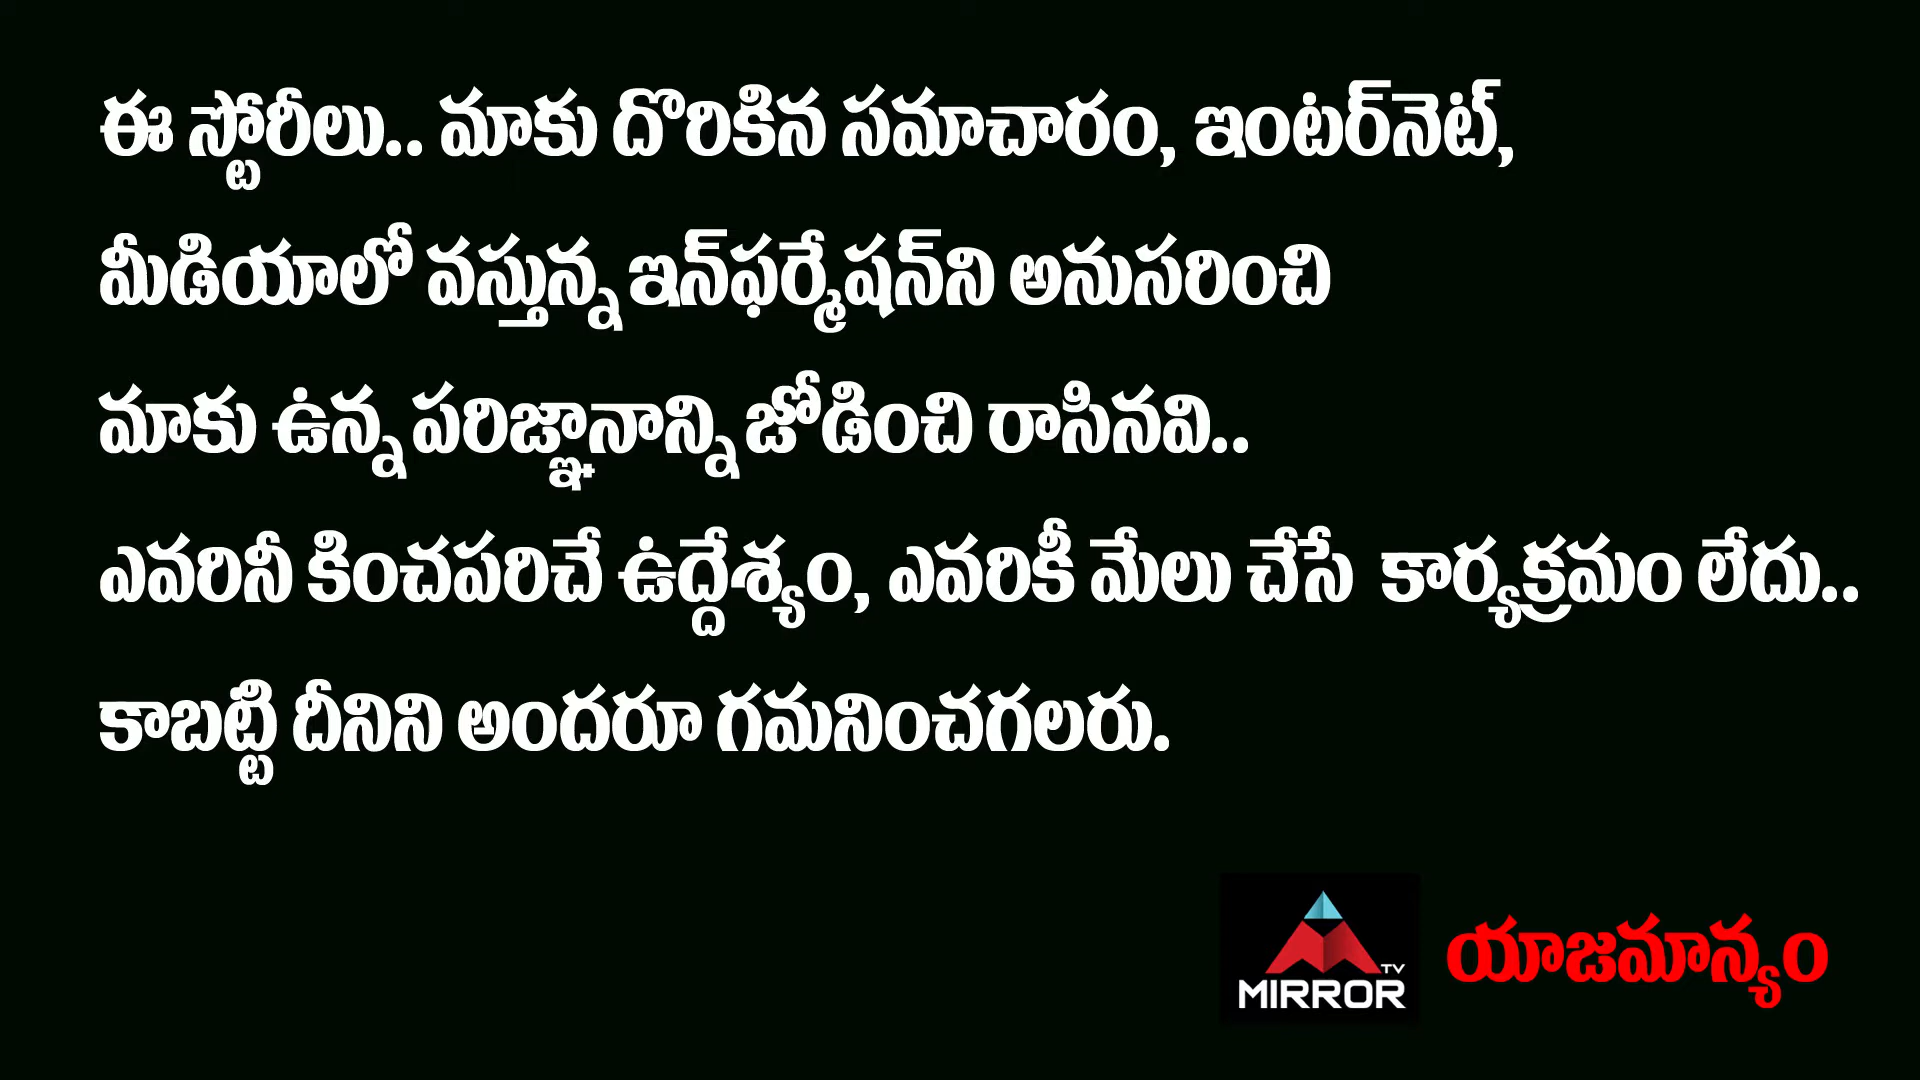 ఈ స్టోరీలు.. మాకు దొరికిన సమాచారం, ఇంటర్‌నెట్,
మీడియాలో వస్తున్న ఇన్‌ఫర్మేషన్‌ని అనుసరించి
మాకు ఉన్న పరిజ్ఞానాన్ని జోడించి రాసినవి..
ఎవరినీ కించపరిచే ఉద్దేశ్యం, ఎవరికీ మేలు చేసే కార్యక్రమం లేదు..
కాబట్టి దీనిని అందరూ గమనించగలరు.
TV
MIRROR
యాజమాన్యం